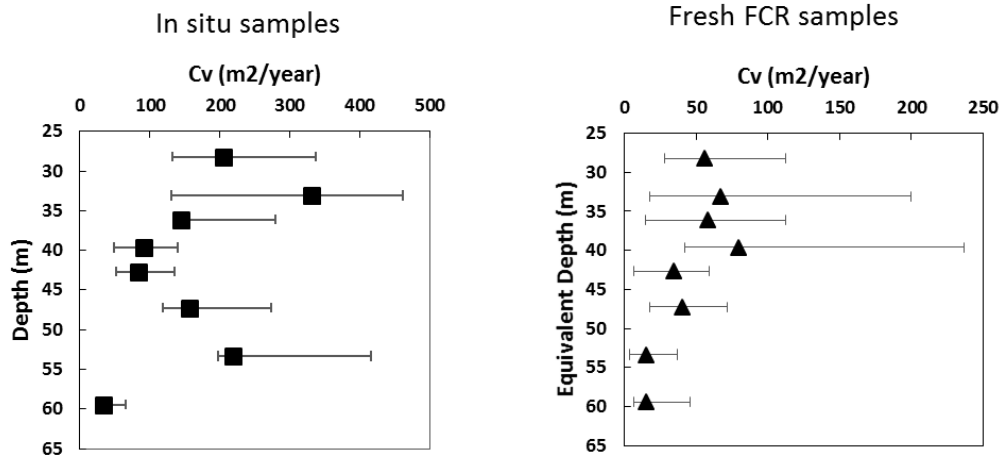 In situ samples
Cv (m2/year)
0 100 200 300 400 500
25
30
35
40
45
50
55
60
65
Depth (m)
Fresh FCR samples
Cv (m2/year)
0 50 100 150 200 250
25
30
35
40
45
50
55
60
65
Equivalent Depth (m)